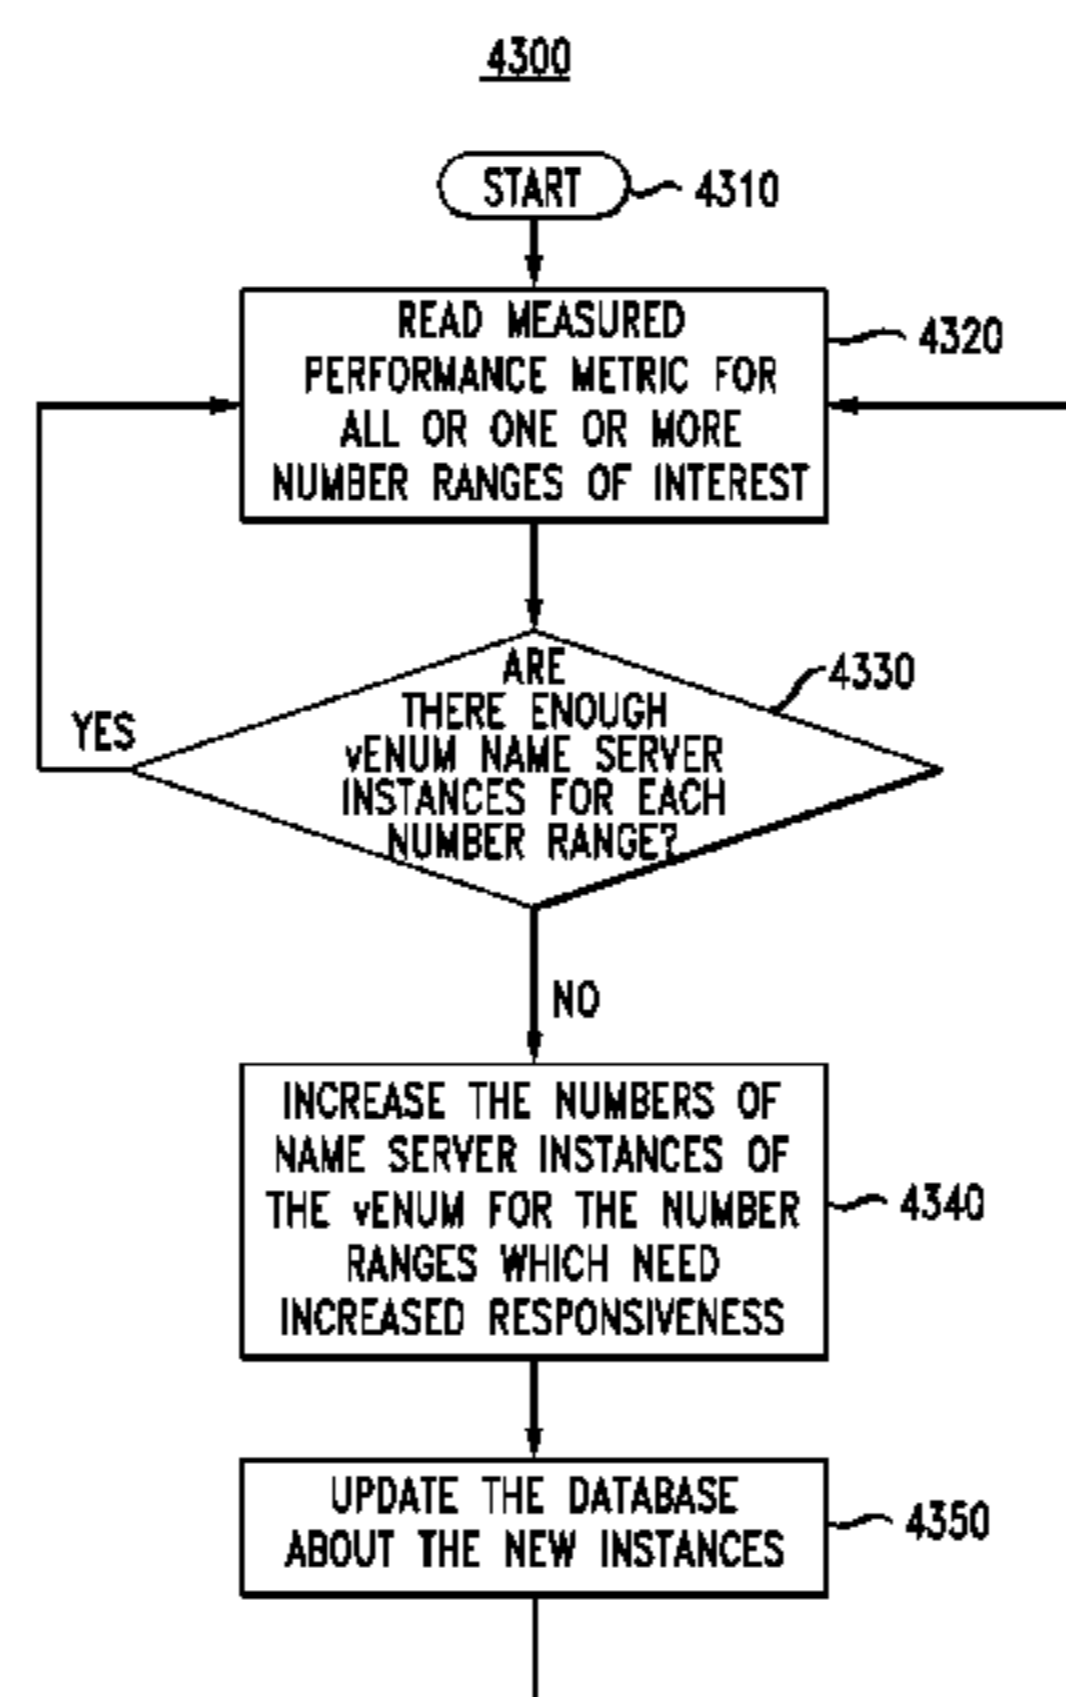 4300
START
4310
READ MEASURED
PERFORMANCE METRIC FOR
ALL OR ONE OR MORE
NUMBER RANGES OF INTEREST
4320
ARE
THERE ENOUGH
vENUM NAME SERVER
INSTANCES FOR EACH
NUMBER RANGE?
4330
YES
NO
INCREASE THE NUMBERS OF
NAME SERVER INSTANCES OF
THE vENUM FOR THE NUMBER
RANGES WHICH NEED
INCREASED RESPONSIVENESS
4340
UPDATE THE DATABASE
ABOUT THE NEW INSTANCES
4350